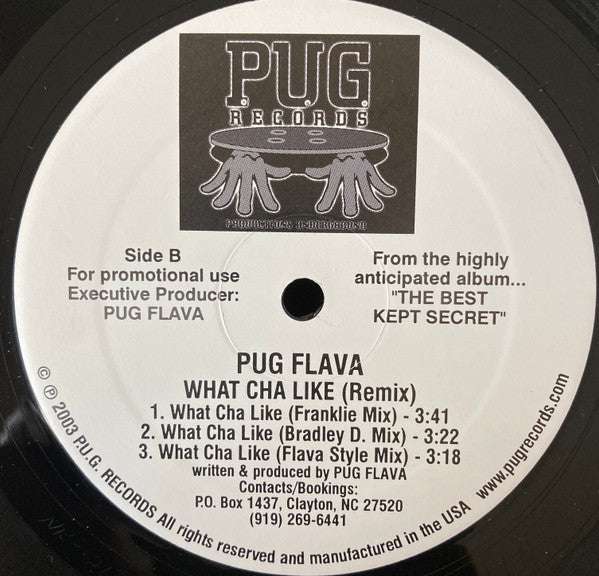 P.U.G.
RECORDS
PRODUCTIONS UNDURGROUND
Side B
For promotional use
Executive Producer:
PUG FLAVA
From the highly
anticipated album...
"THE BEST
KEPT SECRET"
PUG FLAVA
WHAT CHA LIKE (Remix)
1. What Cha Like (Franklie Mix) - 3:41
2. What Cha Like (Bradley D. Mix) - 3:22
3. What Cha Like (Flava Style Mix) - 3:18
written & produced by PUG FLAVA
Contacts/Bookings:
P.O. Box 1437, Clayton, NC 27520
(919) 269-6441
© ℗ 2003 P.U.G. RECORDS All rights reserved and manufactured in the USA www.pugrecords.com